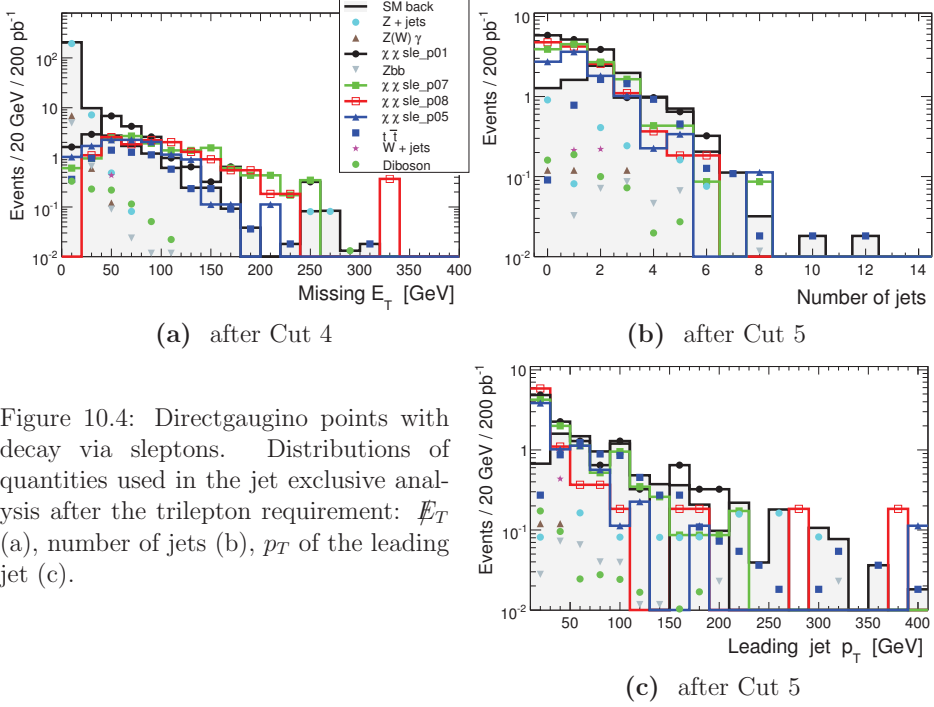 Events / 20 GeV / 200 pb⁻¹
10²
10
1
10⁻¹
10⁻²
0 50 100 150 200 250 300 350 400
Missing E_T [GeV]
SM back
Z + jets
Z(W) γ
χ χ sle_p01
Zbb
χ χ sle_p07
χ χ sle_p08
χ χ sle_p05
t t̄
W + jets
Diboson
(a) after Cut 4
Events / 200 pb⁻¹
10
1
10⁻¹
10⁻²
0 2 4 6 8 10 12 14
Number of jets
(b) after Cut 5
Figure 10.4: Directgaugino points with
decay via sleptons. Distributions of
quantities used in the jet exclusive anal-
ysis after the trilepton requirement: E̸_T
(a), number of jets (b), p_T of the leading
jet (c).
Events / 20 GeV / 200 pb⁻¹
10
1
10⁻¹
10⁻²
50 100 150 200 250 300 350 400
Leading jet p_T [GeV]
(c) after Cut 5